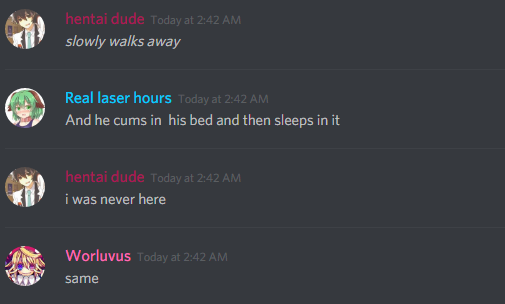 hentai dude Today at 2:42 AM
slowly walks away
Real laser hours Today at 2:42 AM
And he cums in his bed and then sleeps in it
hentai dude Today at 2:42 AM
i was never here
Worluvus Today at 2:42 AM
same